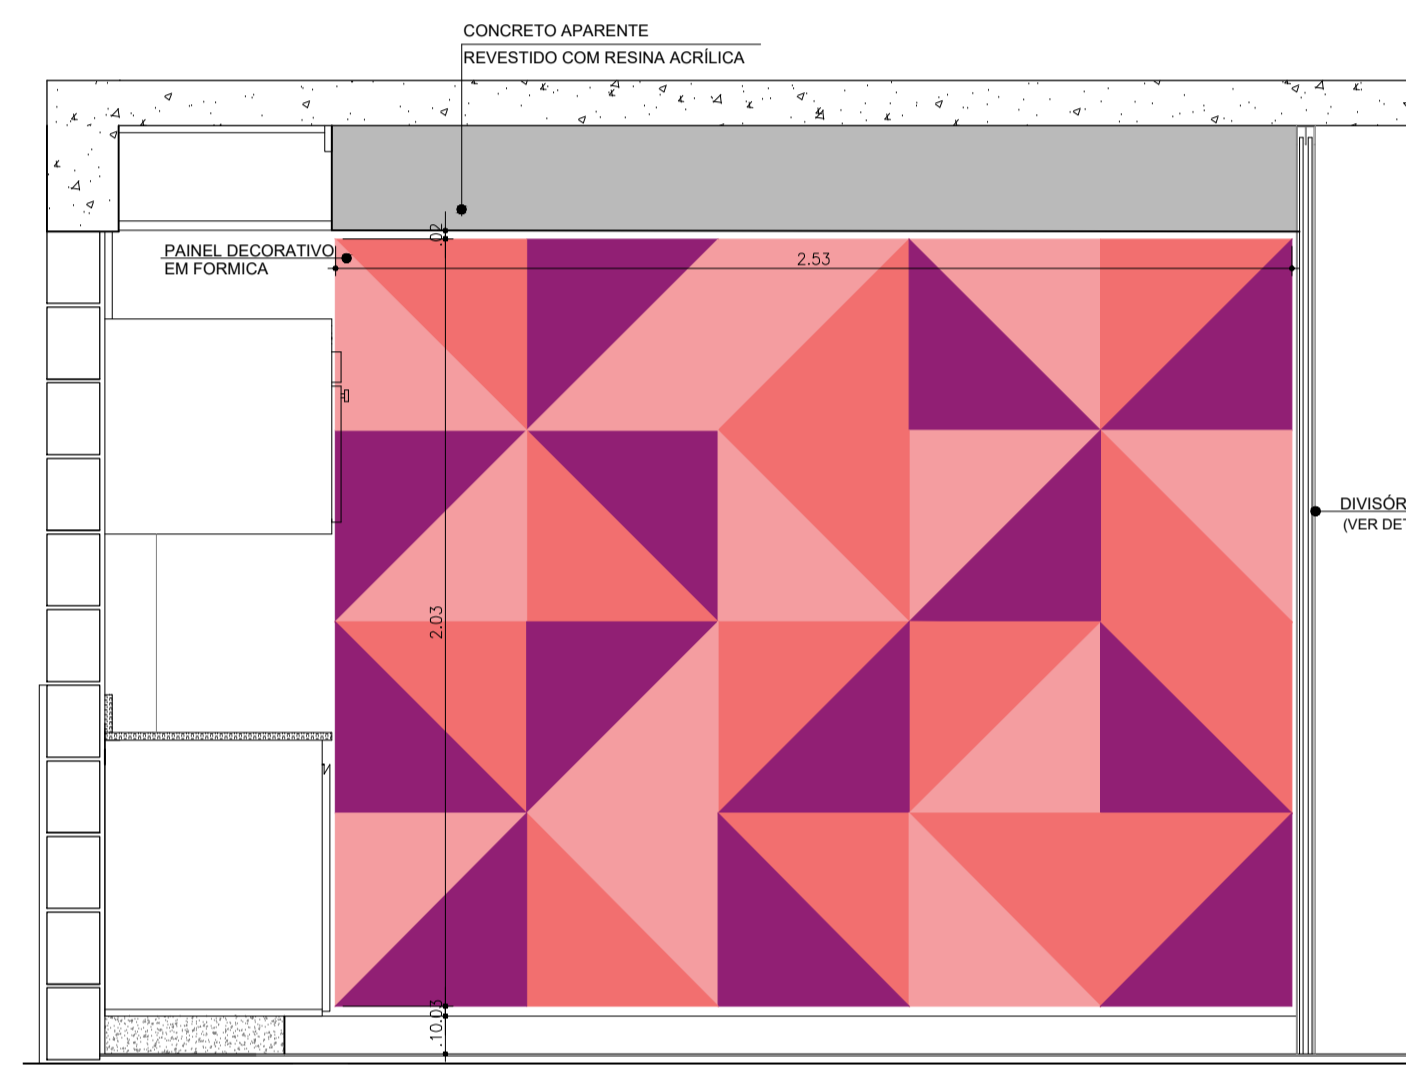 CONCRETO APARENTE
REVESTIDO COM RESINA ACRÍLICA
.02
PAINEL DECORATIVO
EM FORMICA
2.53
DIVISÓR
(VER DET
2.03
.10
.03